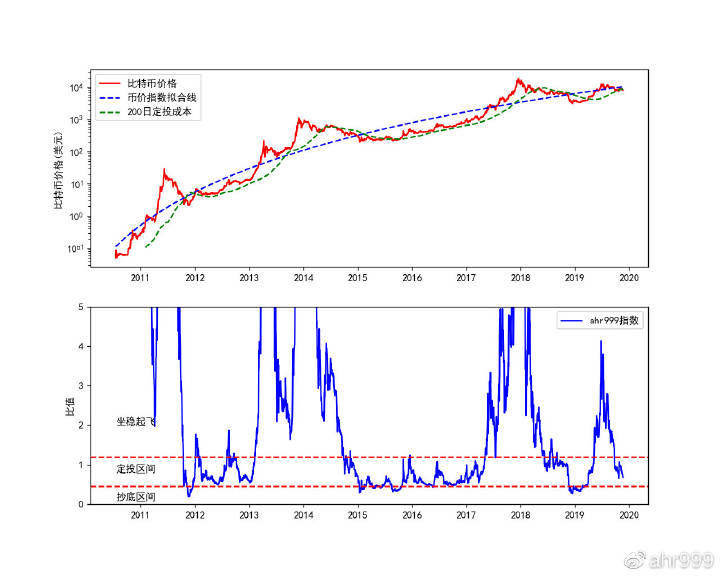 比特币价格
币价指数拟合线
200日定投成本
比特币价格(美元)
10⁴
10³
10²
10¹
10⁰
10⁻¹
2011 2012 2013 2014 2015 2016 2017 2018 2019 2020
ahr999指数
比值
5
4
3
2
1
0
坐稳起飞
定投区间
抄底区间
2011 2012 2013 2014 2015 2016 2017 2018 2019 2020
ahr999